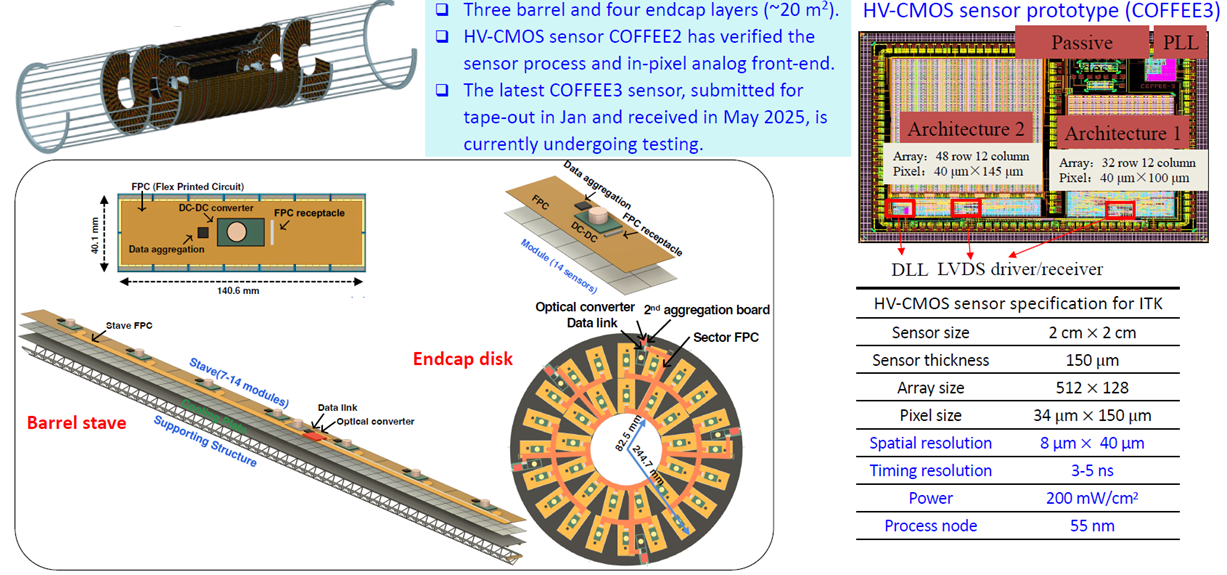 Three barrel and four endcap layers (~20 m²).
HV-CMOS sensor COFFEE2 has verified the
sensor process and in-pixel analog front-end.
The latest COFFEE3 sensor, submitted for
tape-out in Jan and received in May 2025, is
currently undergoing testing.
HV-CMOS sensor prototype (COFFEE3)
Passive
PLL
COFFEE-3
Architecture 2
Array: 48 row 12 column
Pixel: 40 μm×145 μm
Architecture 1
Array: 32 row 12 column
Pixel: 40 μm×100 μm
DLL LVDS driver/receiver
FPC (Flex Printed Circuit)
DC-DC converter
FPC receptacle
Data aggregation
40.1 mm
140.6 mm
Data aggregation
FPC
DC-DC
FPC receptacle
Module (14 sensors)
Stave FPC
Stave(7-14 modules)
Data link
Optical converter
Supporting Structure
Barrel stave
Endcap disk
Optical converter
2nd aggregation board
Data link
Sector FPC
82.5 mm
244.7 mm
HV-CMOS sensor specification for ITK
Sensor size 2 cm × 2 cm
Sensor thickness 150 μm
Array size 512 × 128
Pixel size 34 μm × 150 μm
Spatial resolution 8 μm × 40 μm
Timing resolution 3-5 ns
Power 200 mW/cm²
Process node 55 nm